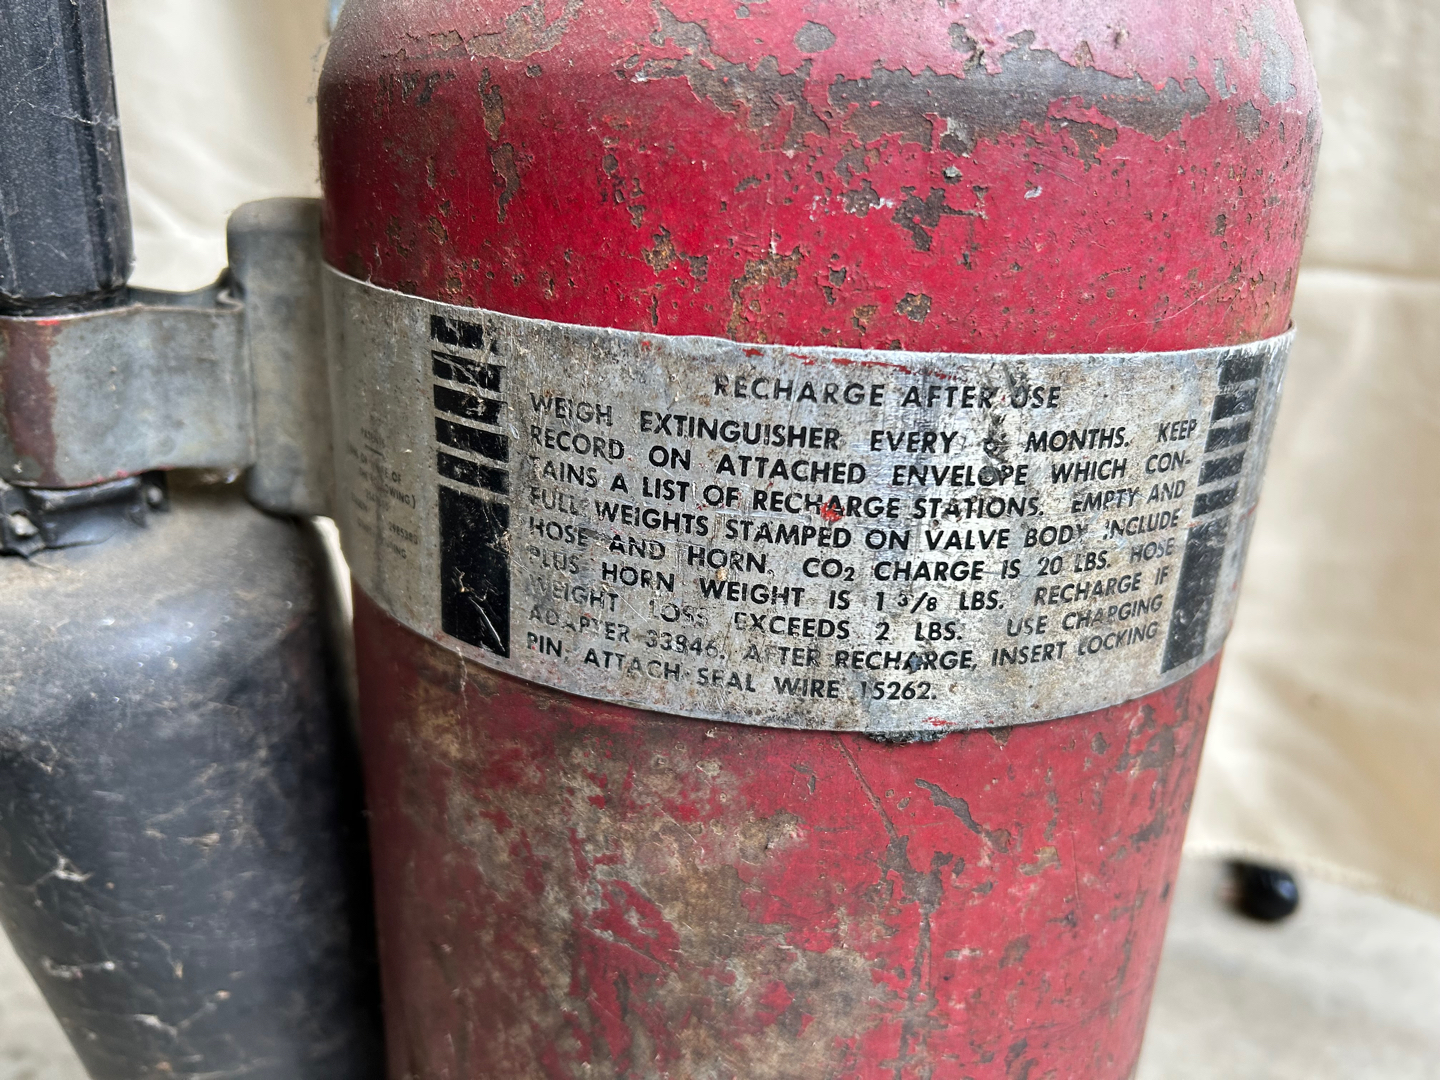 RECHARGE AFTER USE
WEIGH EXTINGUISHER EVERY MONTHS. KEEP
RECORD ON ATTACHED ENVELOPE WHICH CON-
TAINS A LIST OF RECHARGE STATIONS. EMPTY AND
FULL WEIGHTS STAMPED ON VALVE BODY INCLUDE
HOSE AND HORN. CO₂ CHARGE IS 20 LBS. HOSE
PLUS HORN WEIGHT IS 1 3/8 LBS. RECHARGE IF
WEIGHT LOSS EXCEEDS 2 LBS. USE CHARGING
ADAPTER 33846. AFTER RECHARGE, INSERT LOCKING
PIN, ATTACH SEAL WIRE 15262.